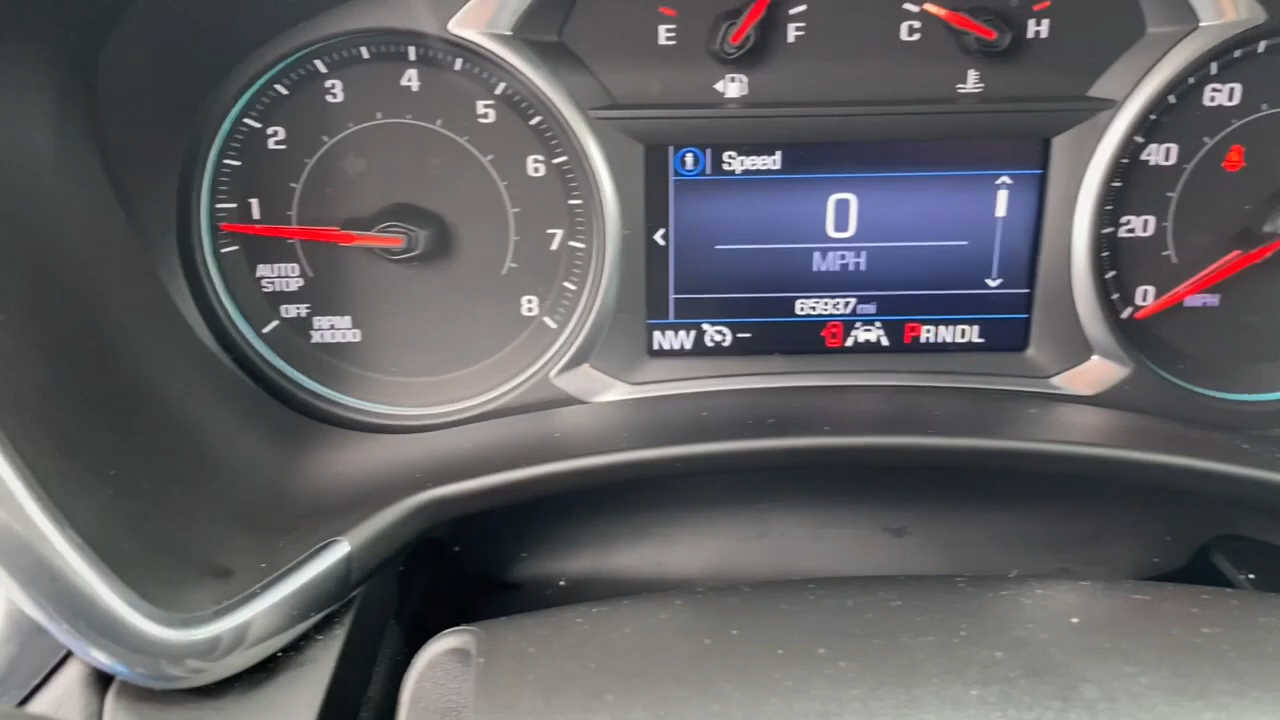 E F
C H
1 2 3 4 5 6 7 8
AUTO
STOP
OFF
RPM
X1000
i Speed
0
MPH
65937 mi
NW PRNDL
0 20 40 60
MPH